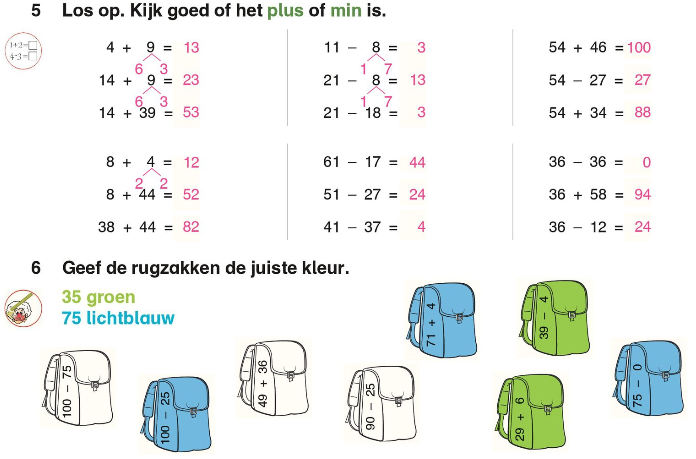 5 Los op. Kijk goed of het plus of min is.
1+2=
4-3=
4 + 9 = 13
6 3
14 + 9 = 23
6 3
14 + 39 = 53
11 − 8 = 3
1 7
21 − 8 = 13
1 7
21 − 18 = 3
54 + 46 = 100
54 − 27 = 27
54 + 34 = 88
8 + 4 = 12
2 2
8 + 44 = 52
38 + 44 = 82
61 − 17 = 44
51 − 27 = 24
41 − 37 = 4
36 − 36 = 0
36 + 58 = 94
36 − 12 = 24
6 Geef de rugzakken de juiste kleur.
35 groen
75 lichtblauw
71 + 4
39 − 4
100 − 75
100 − 25
49 + 36
90 − 25
29 + 6
75 − 0